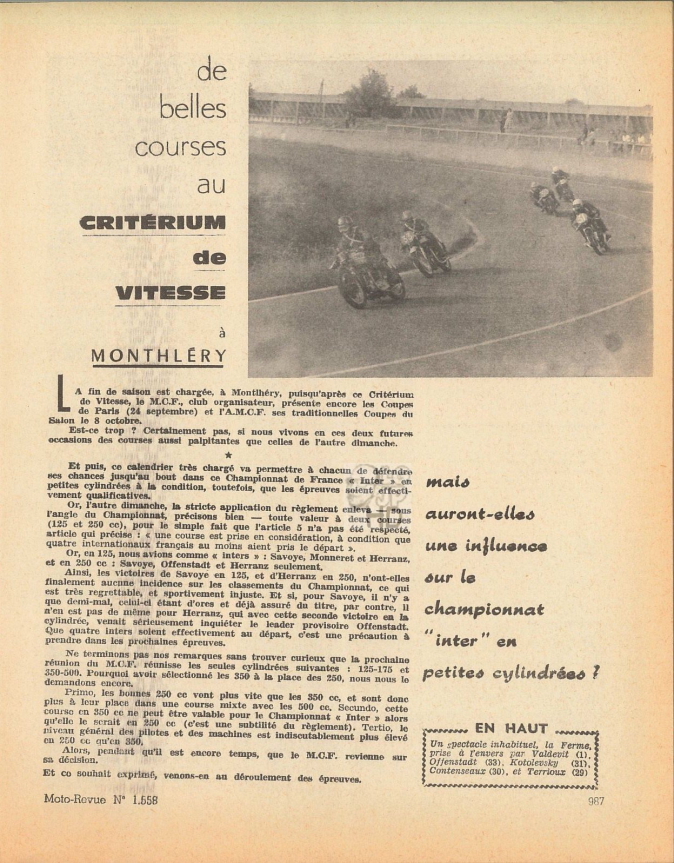 de
belles
courses
au
CRITÉRIUM
de
VITESSE
à
MONTHLÉRY
LA fin de saison est chargée, à Montlhéry, puisqu'après ce Critérium
de Vitesse, le M.C.F., club organisateur, présente encore les Coupes
de Paris (24 septembre) et l'A.M.C.F. ses traditionnelles Coupes du
Salon le 8 octobre.
Est-ce trop ? Certainement pas, si nous vivons en ces deux futures
occasions des courses aussi palpitantes que celles de l'autre dimanche.
★
Et puis, ce calendrier très chargé va permettre à chacun de défendre
ses chances jusqu'au bout dans ce Championnat de France « Inter » en
petites cylindrées à la condition, toutefois, que les épreuves soient effecti-
vement qualificatives.
Or, l'autre dimanche, la stricte application du règlement enlève — sous
l'angle du Championnat, précisons bien — toute valeur à deux courses
(125 et 250 cc), pour le simple fait que l'article 5 n'a pas été respecté,
article qui précise : « une course est prise en considération, à condition que
quatre internationaux français au moins aient pris le départ ».
Or, en 125, nous avions comme « inters » : Savoye, Monneret et Herranz,
et en 250 cc : Savoye, Offenstadt et Herranz seulement.
Ainsi, les victoires de Savoye en 125, et d'Herranz en 250, n'ont-elles
finalement aucune incidence sur les classements du Championnat, ce qui
est très regrettable, et sportivement injuste. Et si, pour Savoye, il n'y a
que demi-mal, celui-ci étant d'ores et déjà assuré du titre, par contre, il
n'en est pas de même pour Herranz, qui avec cette seconde victoire en la
cylindrée, venait sérieusement inquiéter le leader provisoire Offenstadt.
Que quatre inters soient effectivement au départ, c'est une précaution à
prendre dans les prochaines épreuves.
Ne terminons pas nos remarques sans trouver curieux que la prochaine
réunion du M.C.F. réunisse les seules cylindrées suivantes : 125-175 et
350-500. Pourquoi avoir sélectionné les 350 à la place des 250, nous nous le
demandons encore.
Primo, les bonnes 250 cc vont plus vite que les 350 cc, et sont donc
plus à leur place dans une course mixte avec les 500 cc. Secundo, cette
course en 350 cc ne peut être valable pour le Championnat « Inter » alors
qu'elle le serait en 250 cc (c'est une subtilité du règlement). Tertio, le
niveau général des pilotes et des machines est indiscutablement plus élevé
en 250 cc qu'en 350.
Alors, pendant qu'il est encore temps, que le M.C.F. revienne sur
sa décision.
Et ce souhait exprimé, venons-en au déroulement des épreuves.
mais
auront-elles
une influence
sur le
championnat
"inter" en
petites cylindrées ?
EN HAUT
Un spectacle inhabituel, la Ferme,
prise à l'envers par Valdevit (1),
Offenstadt (33), Kotolevsky (31),
Contenseaux (30), et Terrioux (29)
Moto-Revue N° 1.558
987